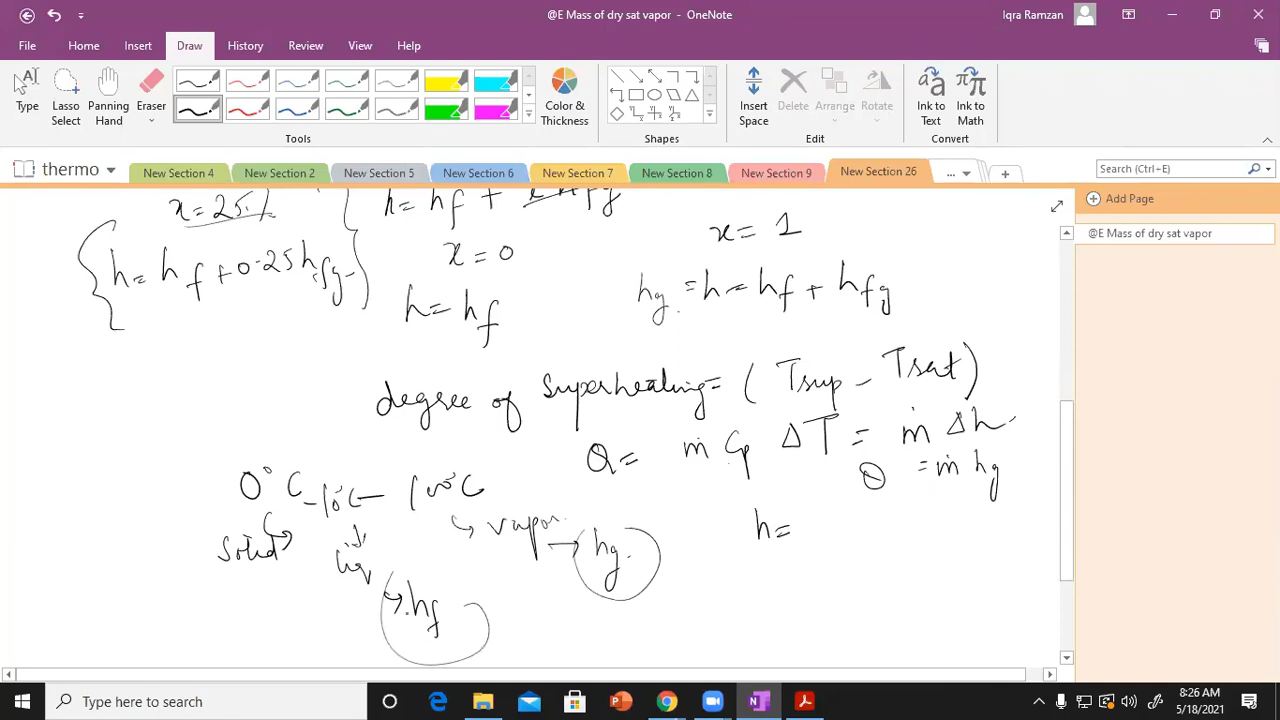 @E Mass of dry sat vapor - OneNote
Iqra Ramzan
File Home Insert Draw History Review View Help
Type
Lasso Select
Panning Hand
Eraser
Color & Thickness
Insert Space
Delete
Arrange
Rotate
Ink to Text
Ink to Math
Tools
Shapes
Edit
Convert
thermo
New Section 4
New Section 2
New Section 5
New Section 6
New Section 7
New Section 8
New Section 9
New Section 26
...
Search (Ctrl+E)
Add Page
@E Mass of dry sat vapor
x = 25%
h = hf + x hfg
x = 1
h = hf + 0.25 hfg
x = 0
hg = h = hf + hfg
h = hf
degree of superheating = (Tsup - Tsat)
Q = ṁ Cp ΔT = ṁ Δh
Q = ṁ hg
0°C - 10°C - 100°C
solid
liq
vapor → hg
h =
hf
Type here to search
8:26 AM
5/18/2021